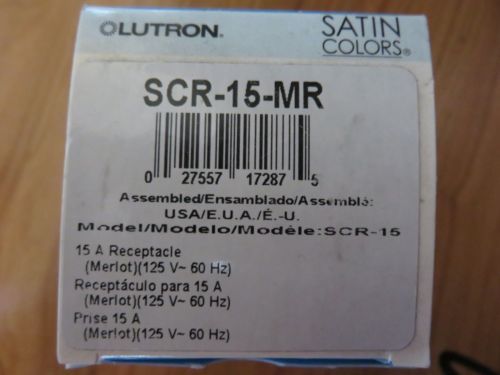 LUTRON®
SATIN
COLORS®
SCR-15-MR
0 27557 17287 5
Assembled/Ensamblado/Assemblé:
USA/E.U.A./É.-U.
Model/Modelo/Modéle:SCR-15
15 A Receptacle
(Merlot)(125 V~ 60 Hz)
Receptáculo para 15 A
(Merlot)(125 V~ 60 Hz)
Prise 15 A
(Merlot)(125 V~ 60 Hz)